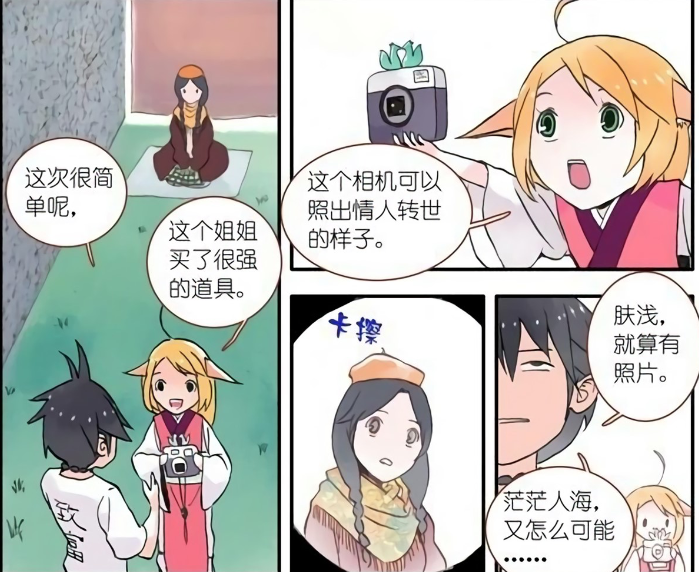 这次很简
单呢，
这个姐姐
买了很强
的道具。
致富
这个相机可以
照出情人转世
的样子。
卡擦
肤浅，
就算有
照片。
茫茫人海，
又怎么可能
……